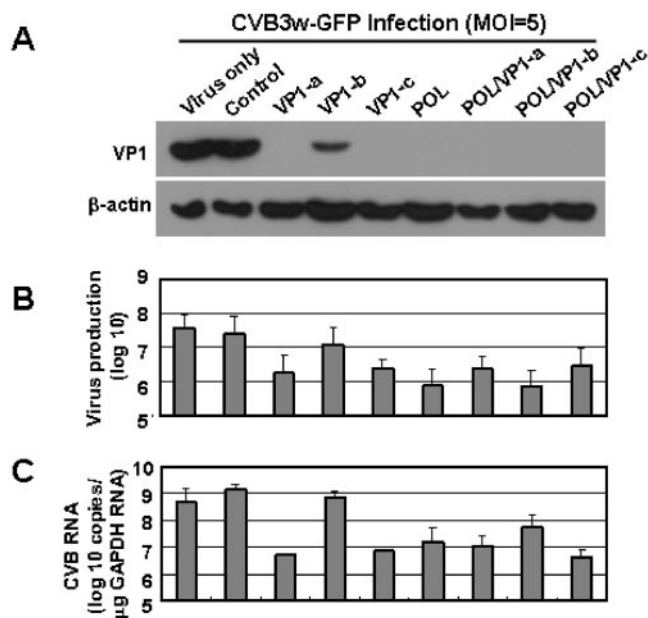 A
CVB3w-GFP Infection (MOI=5)
Virus only
Control
VP1-a
VP1-b
VP1-c
POL
POL/VP1-a
POL/VP1-b
POL/VP1-c
VP1
β-actin
B
Virus production
(log 10)
9
8
7
6
5
C
CVB RNA
(log 10 copies/
μg GAPDH RNA)
10
9
8
7
6
5